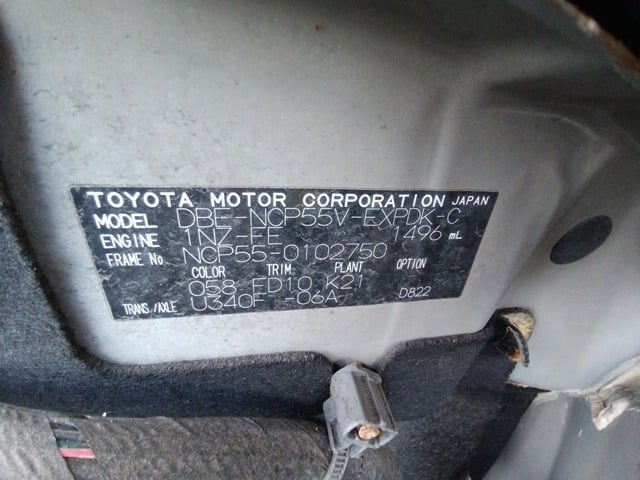 TOYOTA MOTOR CORPORATION JAPAN
MODEL DBE-NCP55V-EXPDK-C
ENGINE 1NZ-FE 1496 mL
FRAME No NCP55-0102750
COLOR TRIM PLANT OPTION
058 FD10 K21
TRANS./AXLE U340F -06A D822